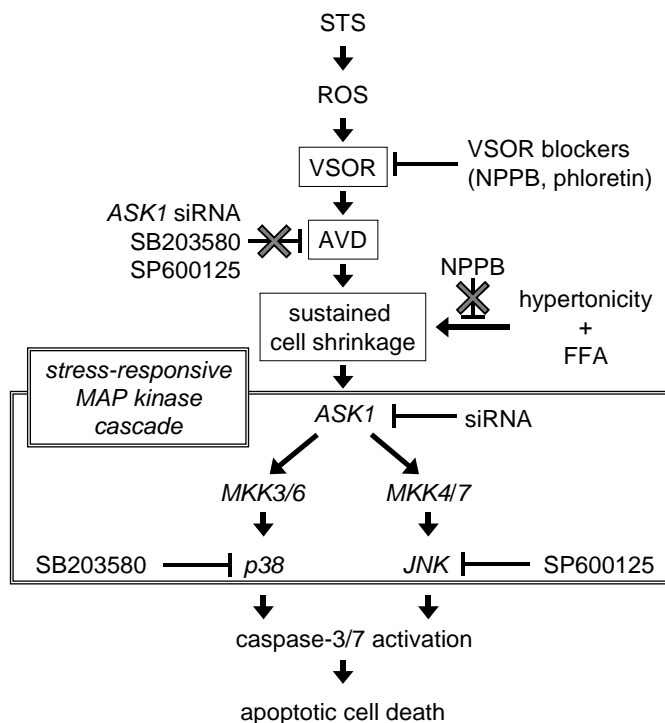 STS
ROS
VSOR
VSOR blockers
(NPPB, phloretin)
ASK1 siRNA
SB203580
SP600125
AVD
NPPB
hypertonicity
+
FFA
sustained
cell shrinkage
stress-responsive
MAP kinase
cascade
ASK1
siRNA
MKK3/6
MKK4/7
SB203580
p38
JNK
SP600125
caspase-3/7 activation
apoptotic cell death